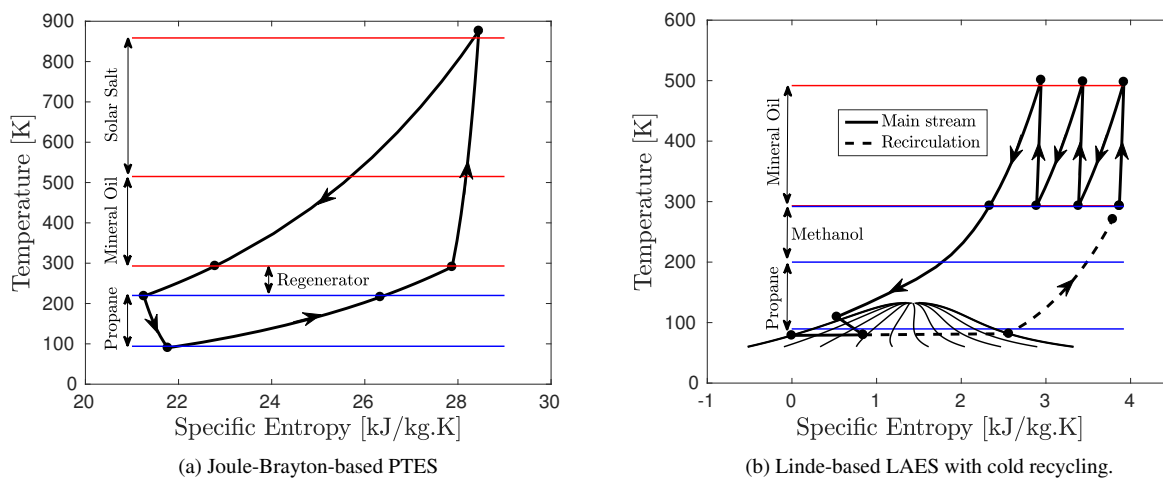 900
800
700
600
500
400
300
200
100
0
Temperature [K]
Solar Salt
Mineral Oil
Propane
Regenerator
20
22
24
26
28
30
Specific Entropy [kJ/kg.K]
(a) Joule-Brayton-based PTES
600
500
400
300
200
100
0
Temperature [K]
Mineral Oil
Methanol
Propane
Main stream
Recirculation
-1
0
1
2
3
4
Specific Entropy [kJ/kg.K]
(b) Linde-based LAES with cold recycling.